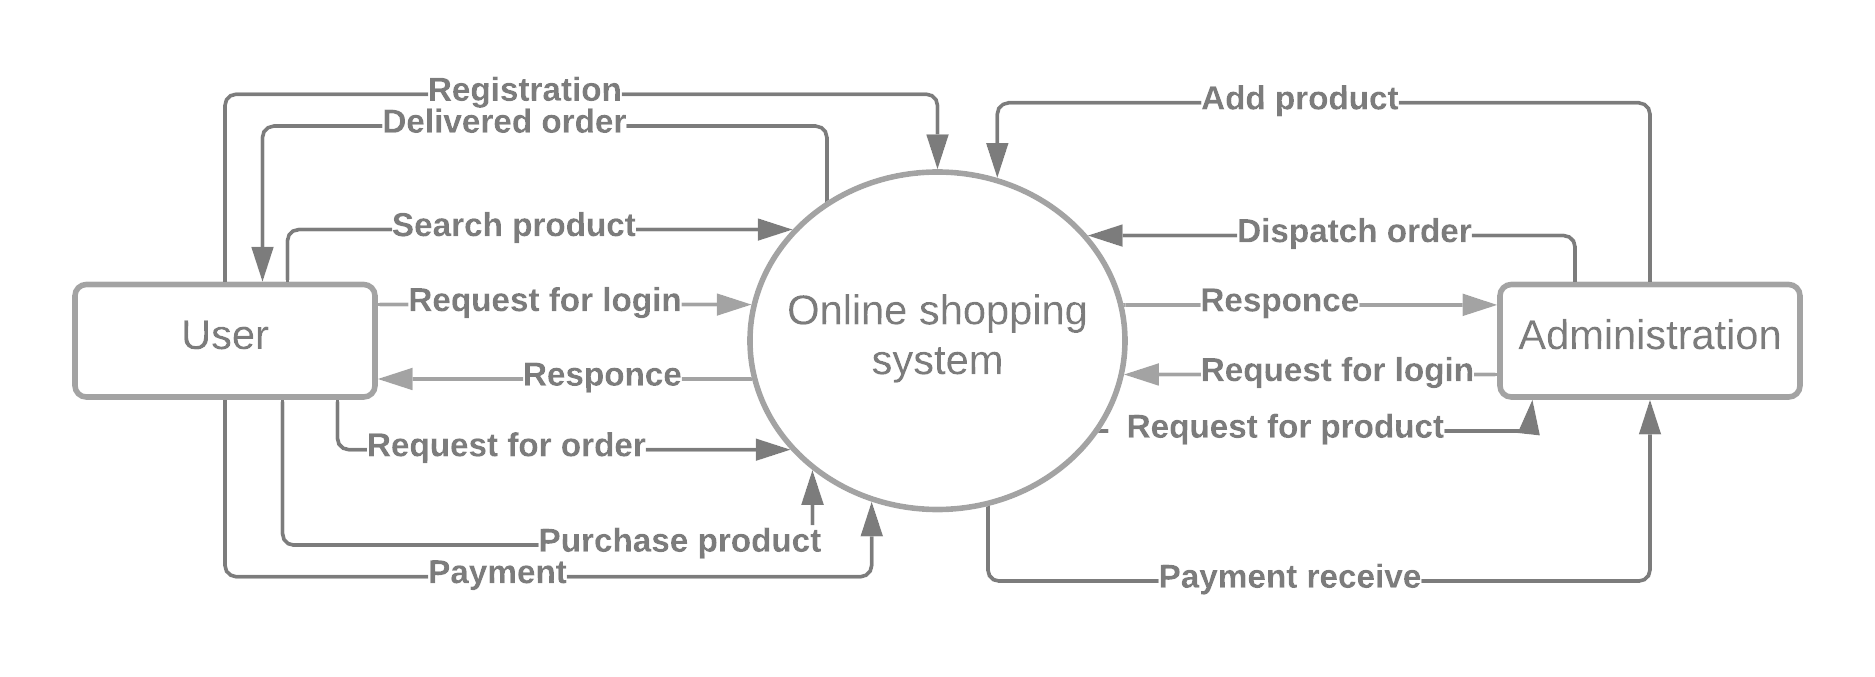 Registration
Delivered order
Add product
Search product
Dispatch order
Request for login
Online shopping
system
Responce
User
Administration
Responce
Request for login
Request for order
Request for product
Purchase product
Payment
Payment receive